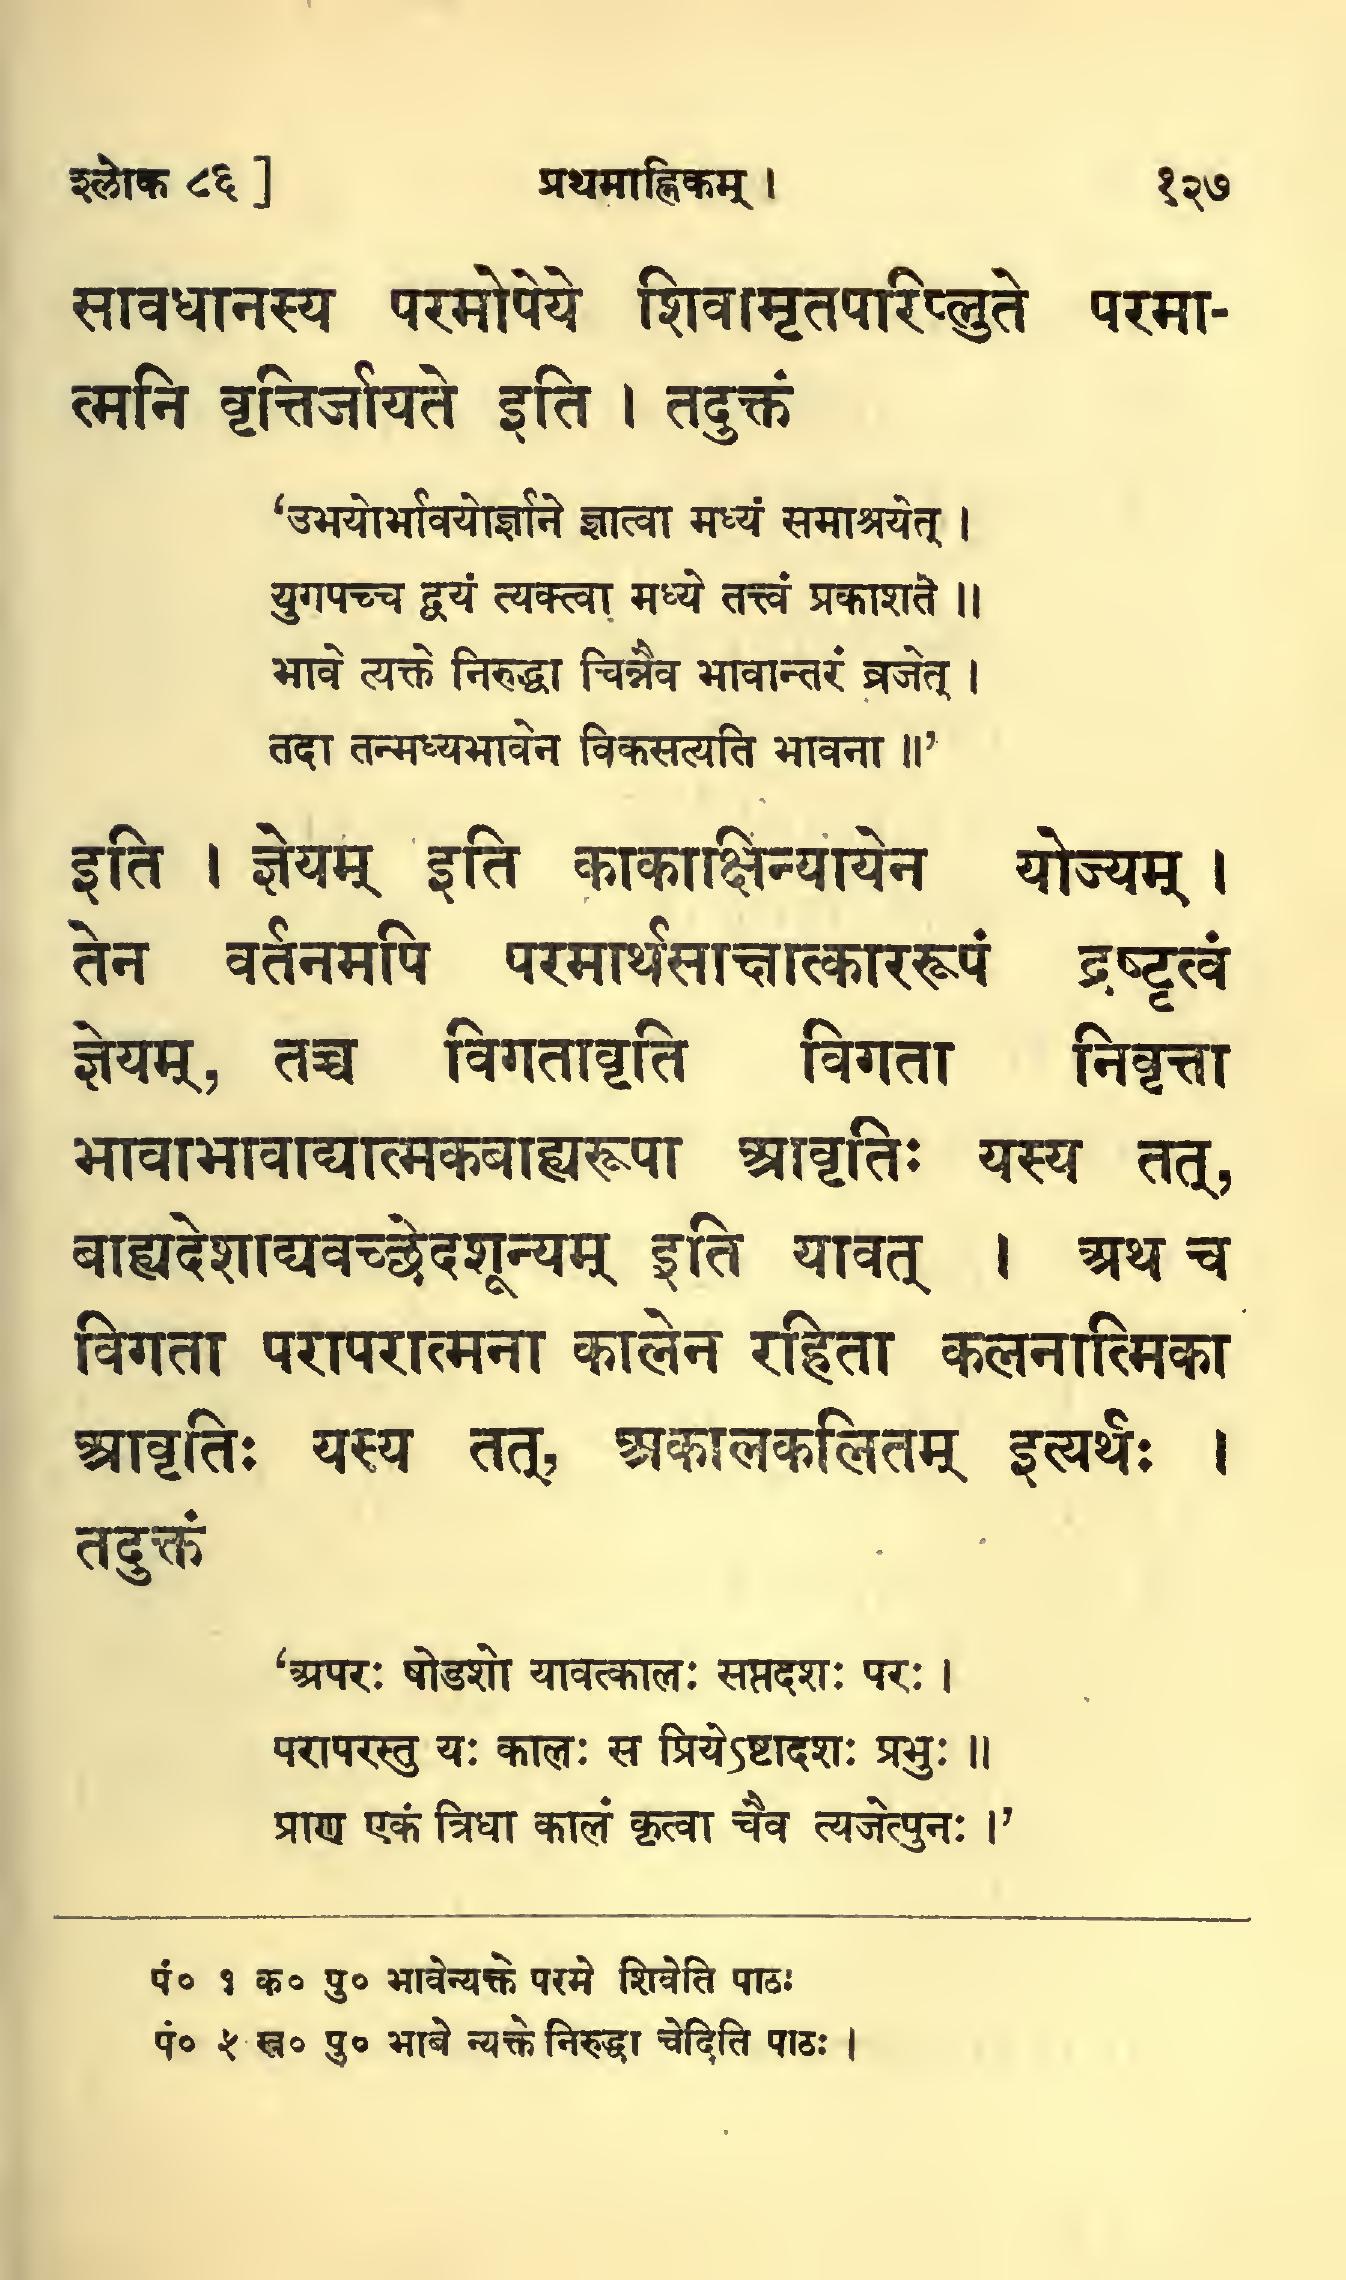 श्लोक ८६ ] प्रथमाह्निकम् । १२७
सावधानस्य परमोपेये शिवामृतपरिप्लुते परमा-
त्मनि वृत्तिर्जायते इति । तदुक्तं
‘उभयोर्भावयोर्ज्ञाने ज्ञात्वा मध्यं समाश्रयेत् ।
युगपच्च द्वयं त्यक्त्वा मध्ये तत्त्वं प्रकाशते ॥
भावे त्यक्ते निरुद्धा चिन्नैव भावान्तरं व्रजेत् ।
तदा तन्मध्यभावेन विकसत्यति भावना ॥’
इति । ज्ञेयम् इति काकाक्षिन्यायेन योज्यम् ।
तेन वर्तनमपि परमार्थसाक्षात्काररूपं द्रष्टृत्वं
ज्ञेयम्, तच्च विगतावृति विगता निवृत्ता
भावाभावाद्यात्मकबाह्यरूपा आवृतिः यस्य तत्,
बाह्यदेशाद्यवच्छेदशून्यम् इति यावत् । अथ च
विगता परापरात्मना कालेन रहिता कलनात्मिका
आवृतिः यस्य तत्, अकालकलितम् इत्यर्थः ।
तदुक्तं
‘अपरः षोडशो यावत्कालः सप्तदशः परः ।
परापरस्तु यः कालः स प्रियेऽष्टादशः प्रभुः ॥
प्राण एकं त्रिधा कालं कृत्वा चैव त्यजेत्पुनः ।’
पं० १ क० पु० भावेन्यक्ते परमे शिवेति पाठः
पं० ५ ख० पु० भाबे न्यक्ते निरुद्धा चेदिति पाठः ।